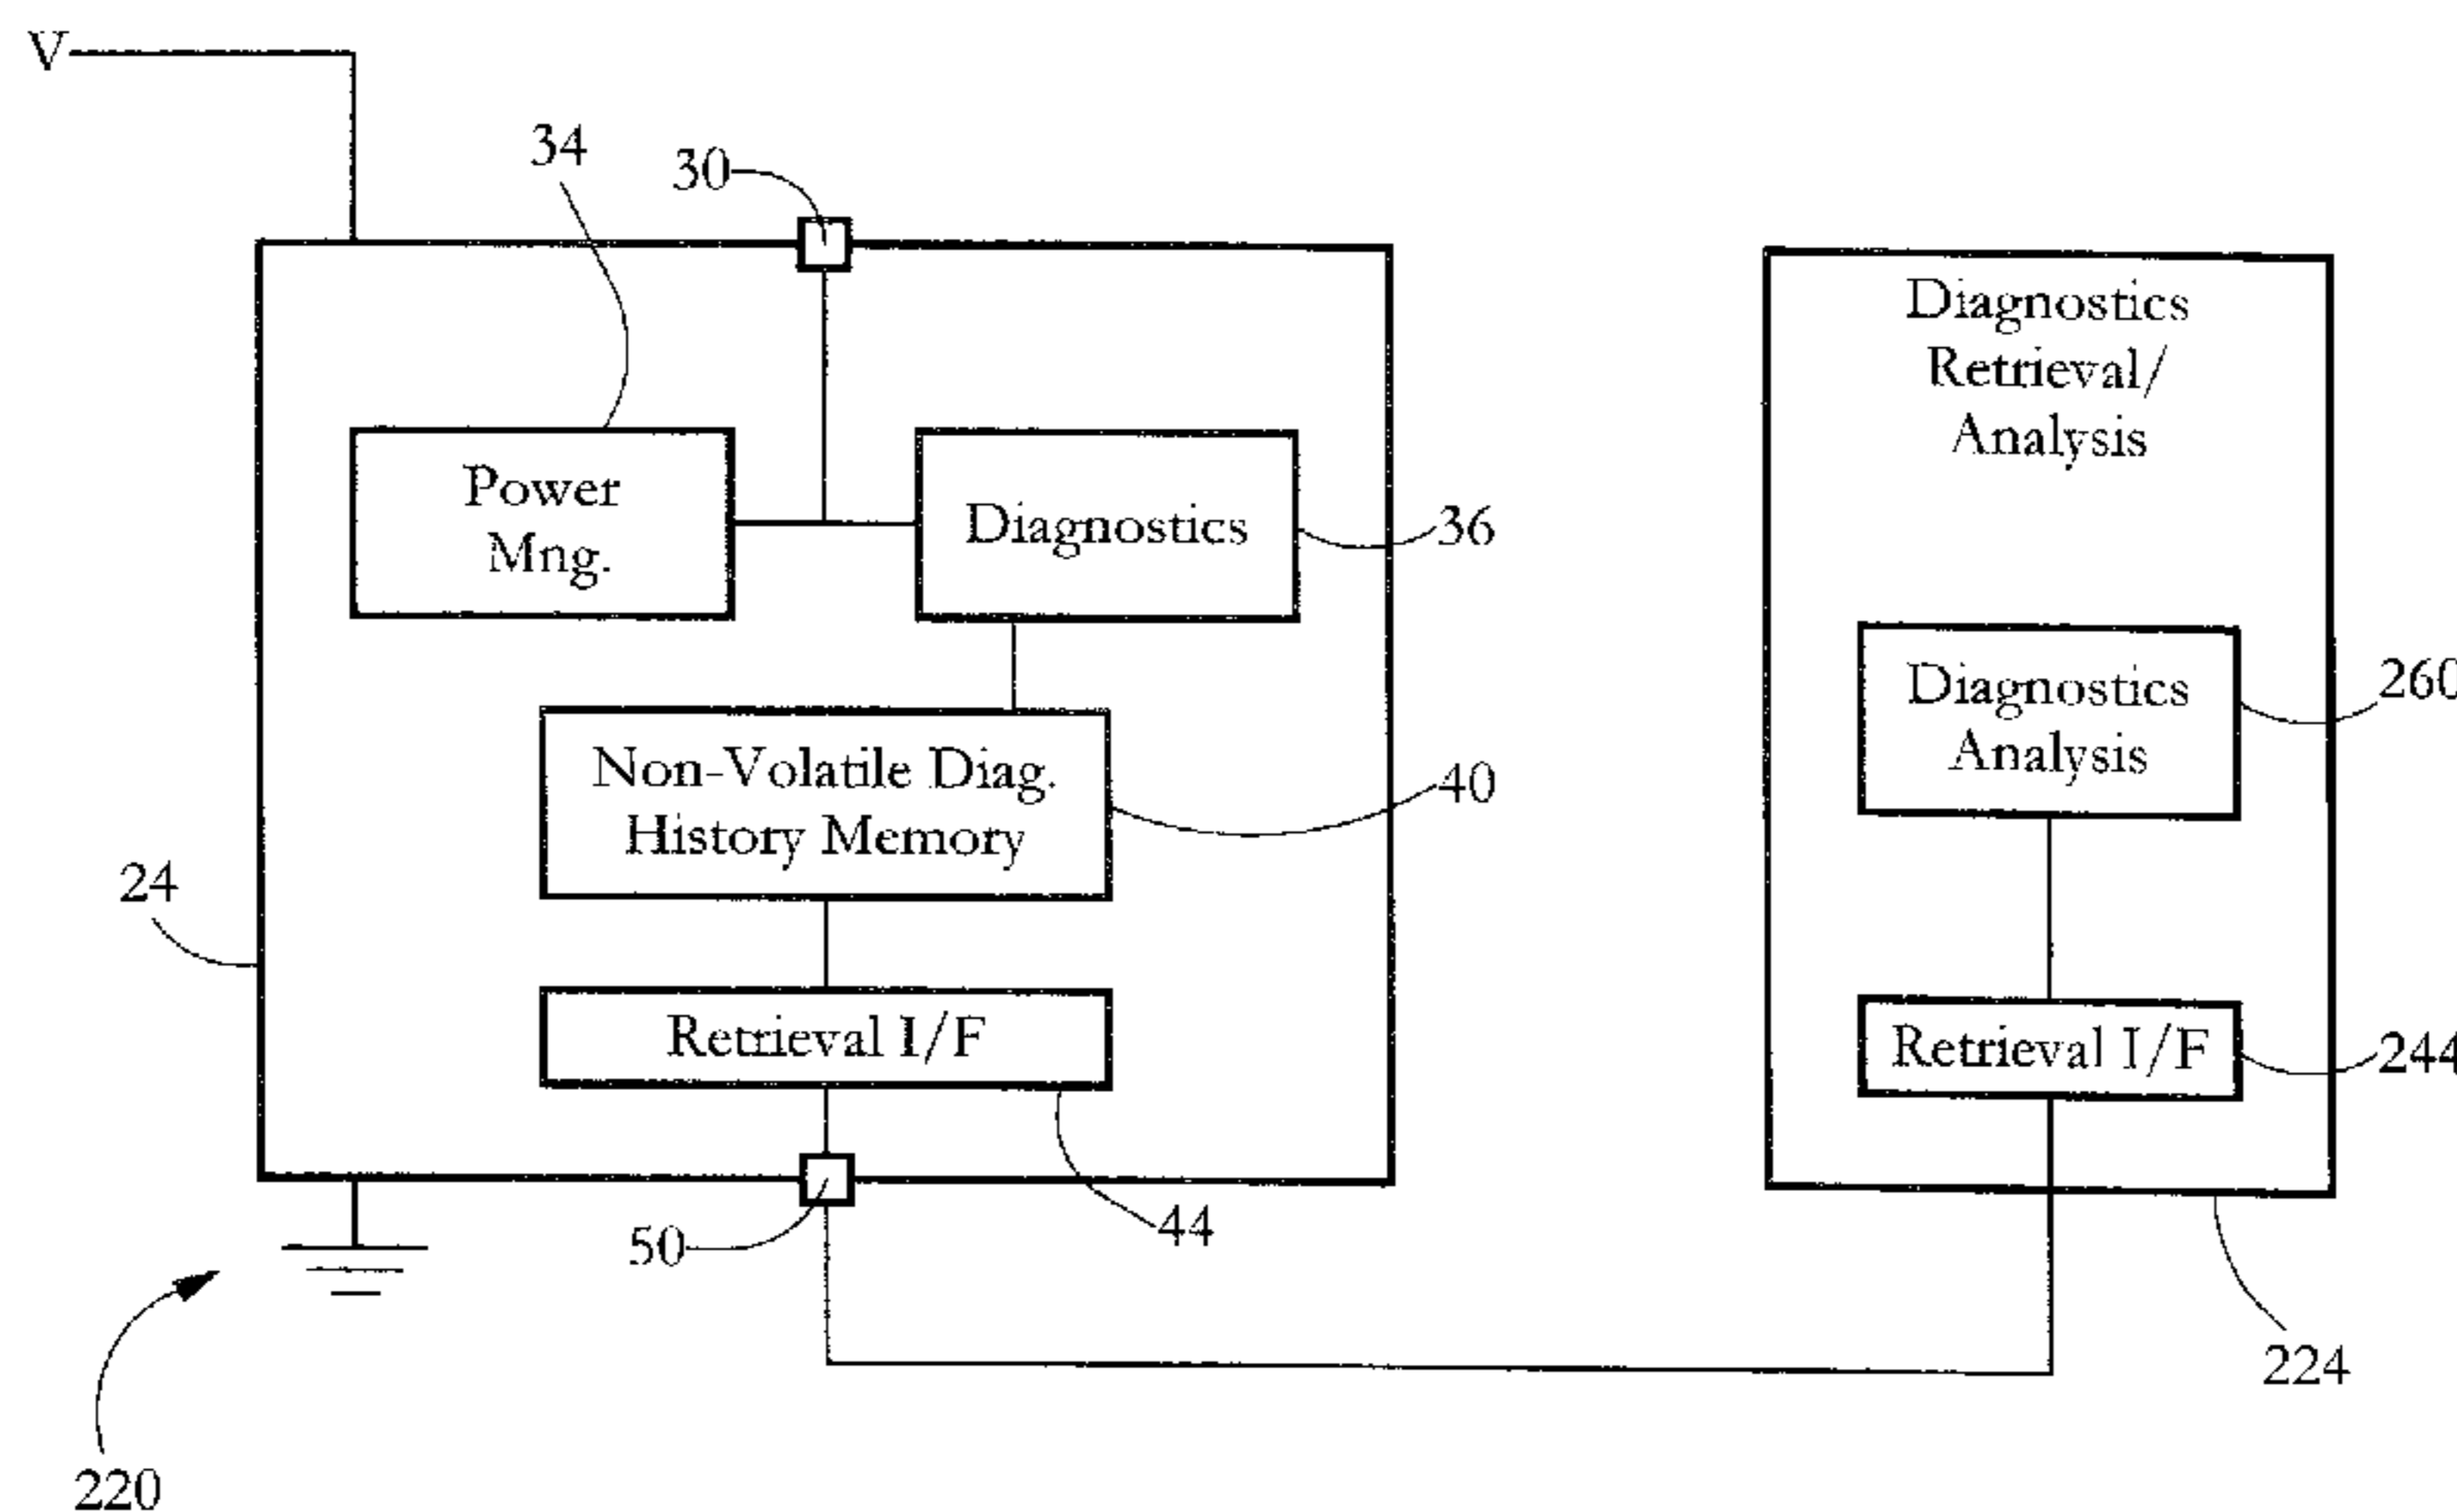 V
34
30
Power
Mng.
Diagnostics
36
Non-Volatile Diag.
History Memory
40
24
Retrieval I/F
44
50
220
Diagnostics
Retrieval/
Analysis
Diagnostics
Analysis
260
Retrieval I/F
244
224